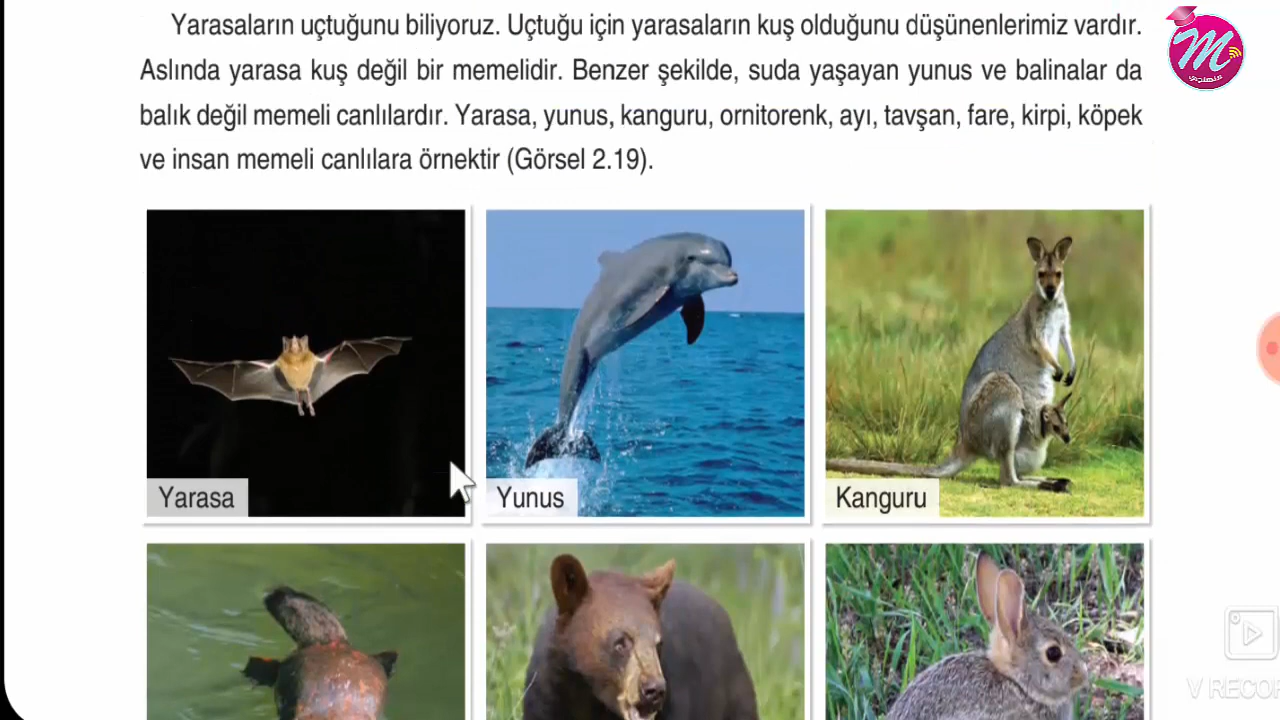 Yarasaların uçtuğunu biliyoruz. Uçtuğu için yarasaların kuş olduğunu düşünenlerimiz vardır.
Aslında yarasa kuş değil bir memelidir. Benzer şekilde, suda yaşayan yunus ve balinalar da
balık değil memeli canlılardır. Yarasa, yunus, kanguru, ornitorenk, ayı, tavşan, fare, kirpi, köpek
ve insan memeli canlılara örnektir (Görsel 2.19).
Yarasa
Yunus
Kanguru